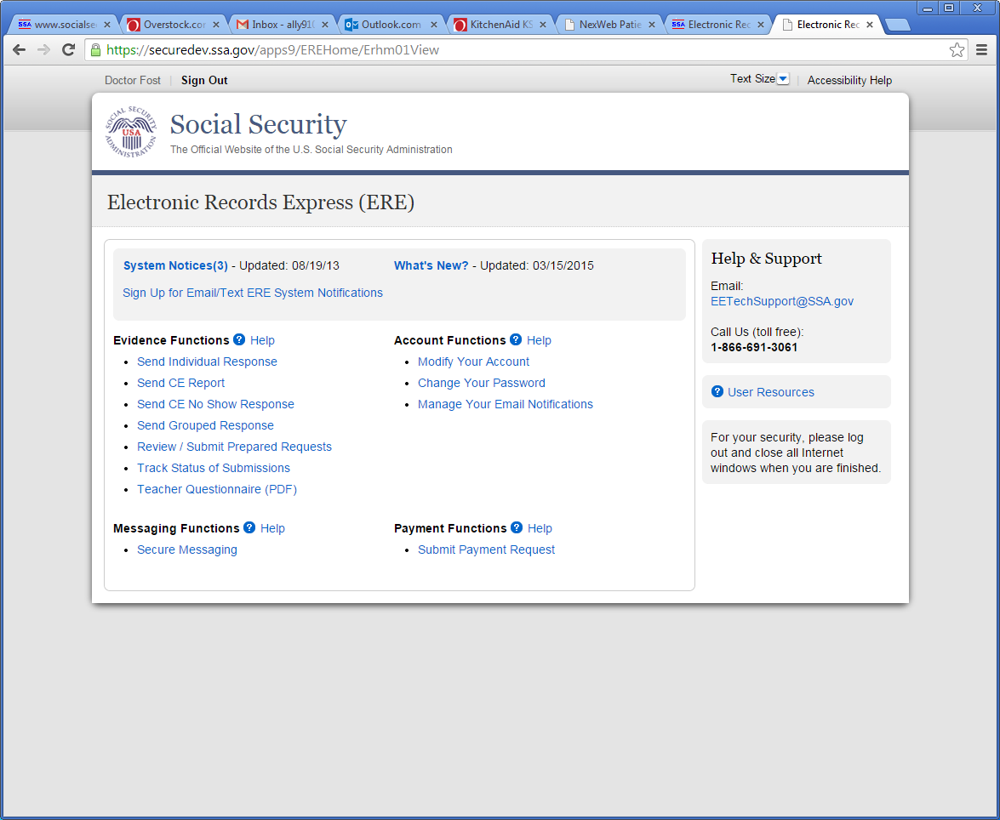 SSA www.socialse
Overstock.cor
Inbox - ally910
Outlook.com
KitchenAid KS
NexWeb Patie
SSA Electronic Rec
Electronic Rec
https://securedev.ssa.gov/apps9/EREHome/Erhm01View
Doctor Fost | Sign Out
Text Size | Accessibility Help
SOCIAL SECURITY ADMINISTRATION
USA
Social Security
The Official Website of the U.S. Social Security Administration
Electronic Records Express (ERE)
System Notices(3) - Updated: 08/19/13
What's New? - Updated: 03/15/2015
Sign Up for Email/Text ERE System Notifications
Evidence Functions ? Help
• Send Individual Response
• Send CE Report
• Send CE No Show Response
• Send Grouped Response
• Review / Submit Prepared Requests
• Track Status of Submissions
• Teacher Questionnaire (PDF)
Account Functions ? Help
• Modify Your Account
• Change Your Password
• Manage Your Email Notifications
Messaging Functions ? Help
• Secure Messaging
Payment Functions ? Help
• Submit Payment Request
Help & Support
Email:
EETechSupport@SSA.gov
Call Us (toll free):
1-866-691-3061
? User Resources
For your security, please log
out and close all Internet
windows when you are finished.